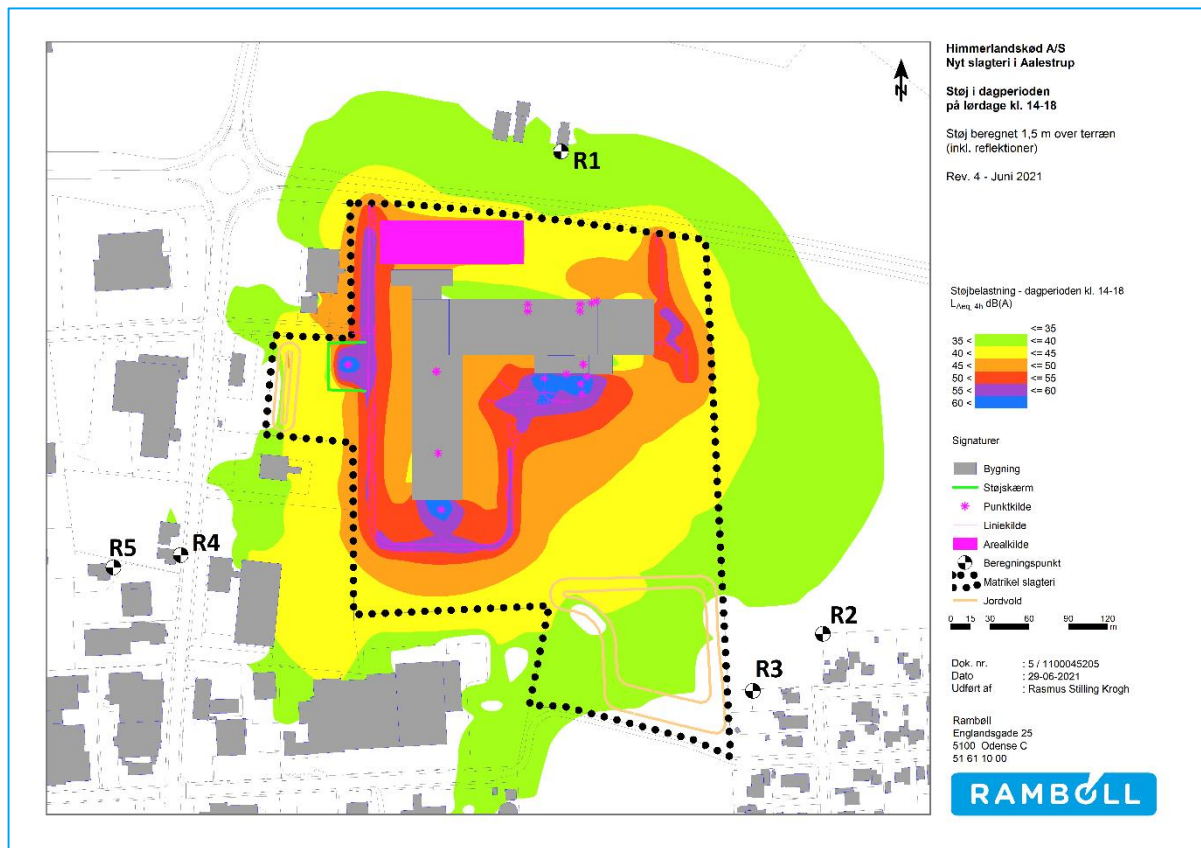 Himmerlandskød A/S
Nyt slagteri i Aalestrup
Støj i dagperioden
på lørdage kl. 14-18
Støj beregnet 1,5 m over terræn
(inkl. reflektioner)
Rev. 4 - Juni 2021
N
R1
R2
R3
R4
R5
Støjbelastning - dagperioden kl. 14-18
LAeq, 4h dB(A)
<= 35
35 < <= 40
40 < <= 45
45 < <= 50
50 < <= 55
55 < <= 60
60 <
Signaturer
Bygning
Støjskærm
Punktkilde
Liniekilde
Arealkilde
Beregningspunkt
Matrikel slagteri
Jordvold
0 15 30 60 90 120
m
Dok. nr. : 5 / 1100045205
Dato : 29-06-2021
Udført af : Rasmus Stilling Krogh
Rambøll
Englandsgade 25
5100 Odense C
51 61 10 00
RAMBOLL